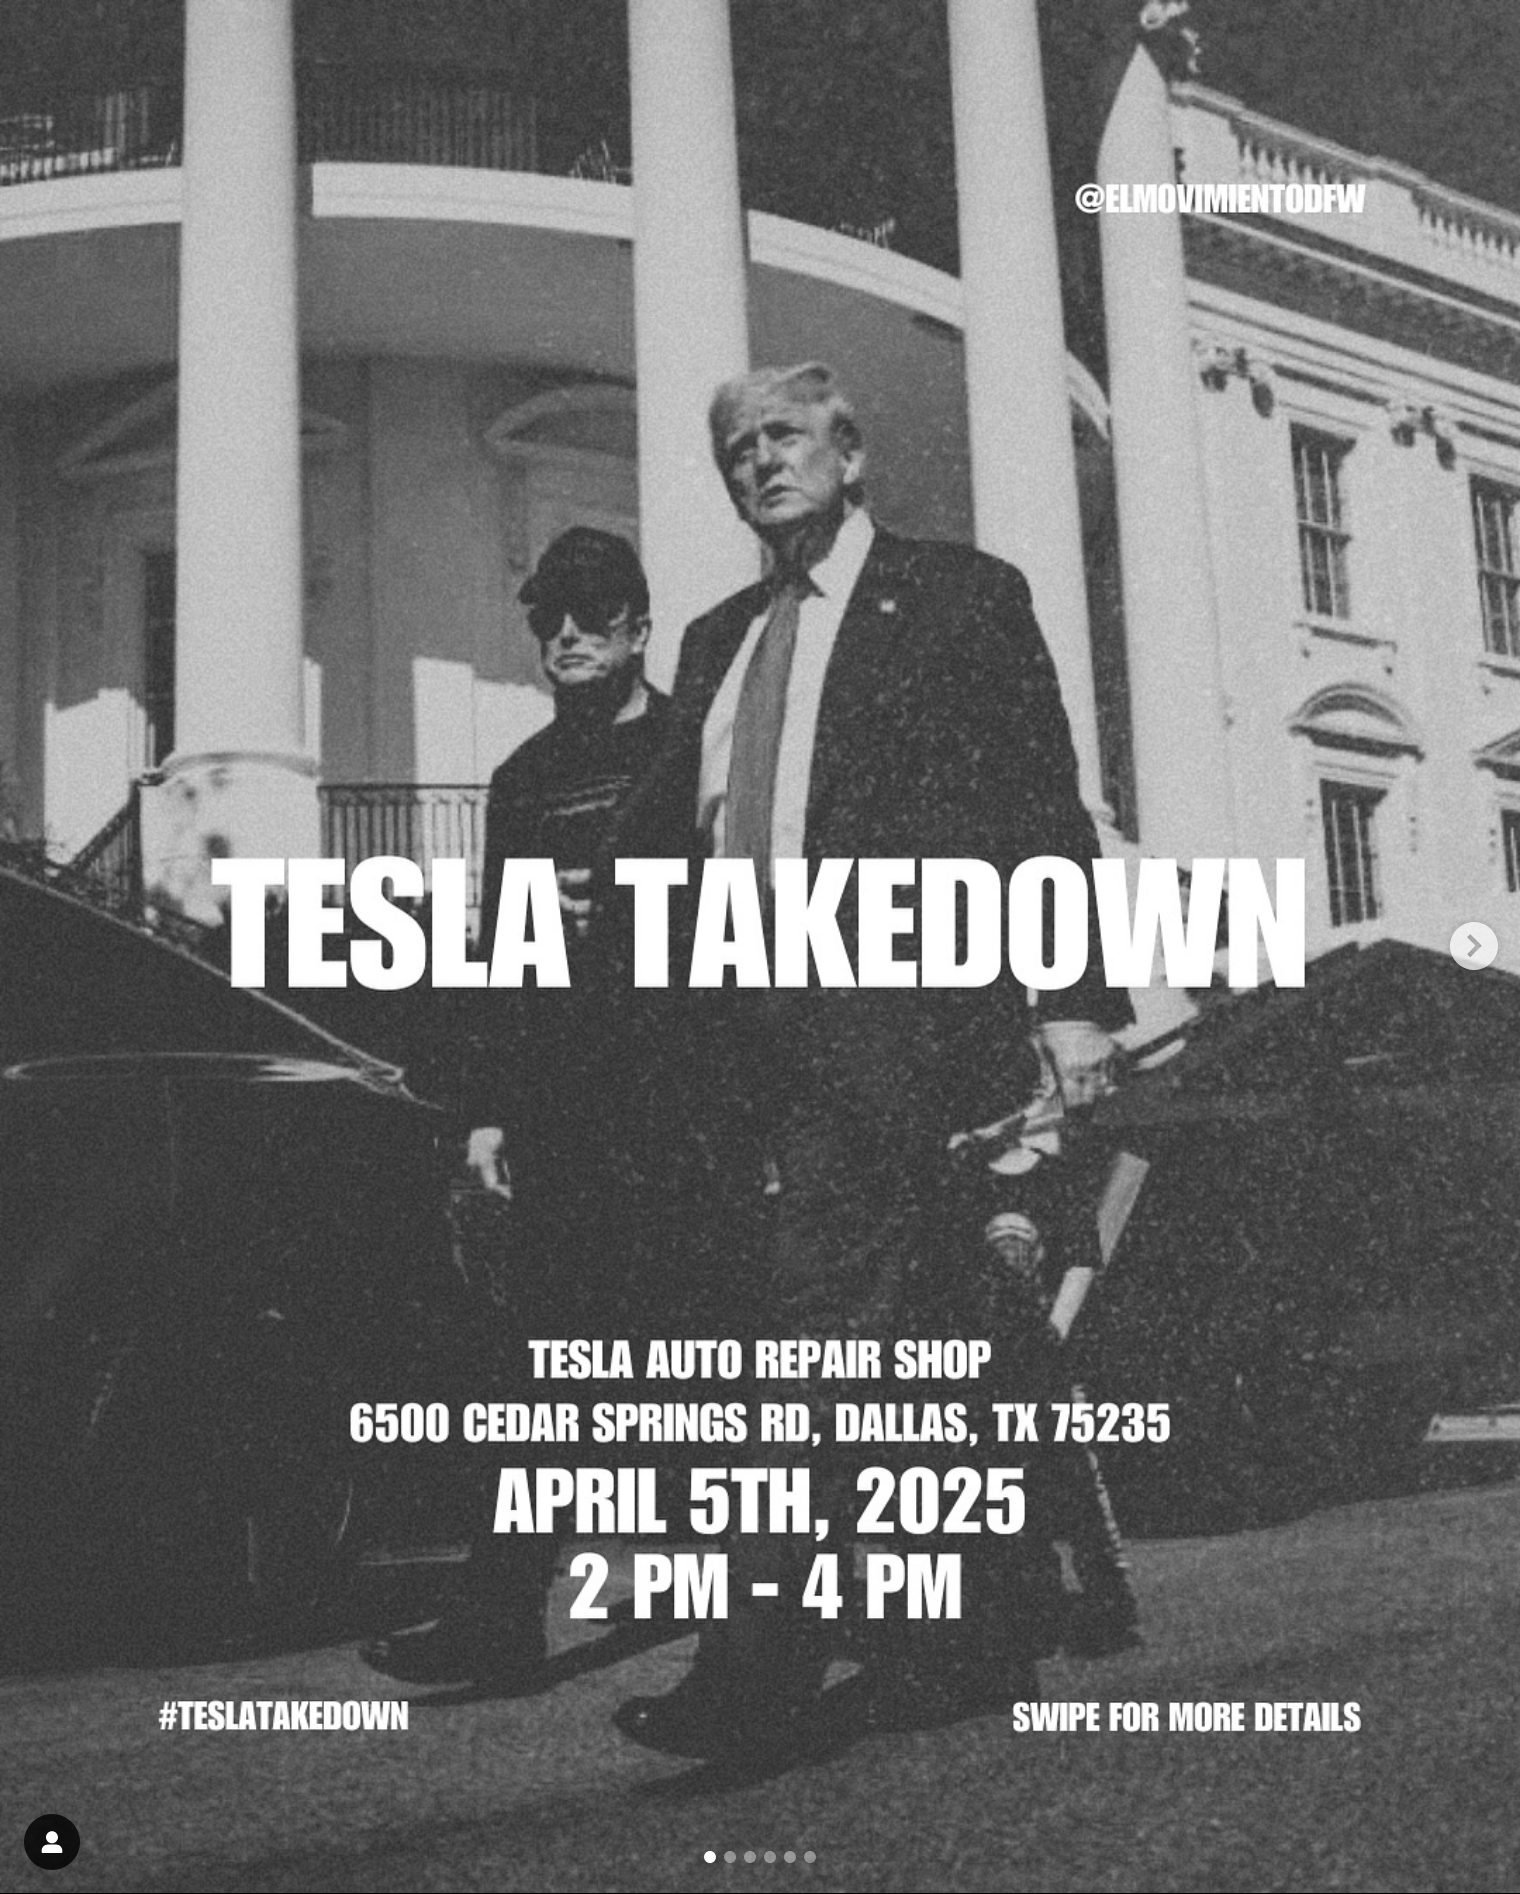 @ELMOVIMIENTODFW
TESLA TAKEDOWN
TESLA AUTO REPAIR SHOP
6500 CEDAR SPRINGS RD, DALLAS, TX 75235
APRIL 5TH, 2025
2 PM - 4 PM
#TESLATAKEDOWN
SWIPE FOR MORE DETAILS